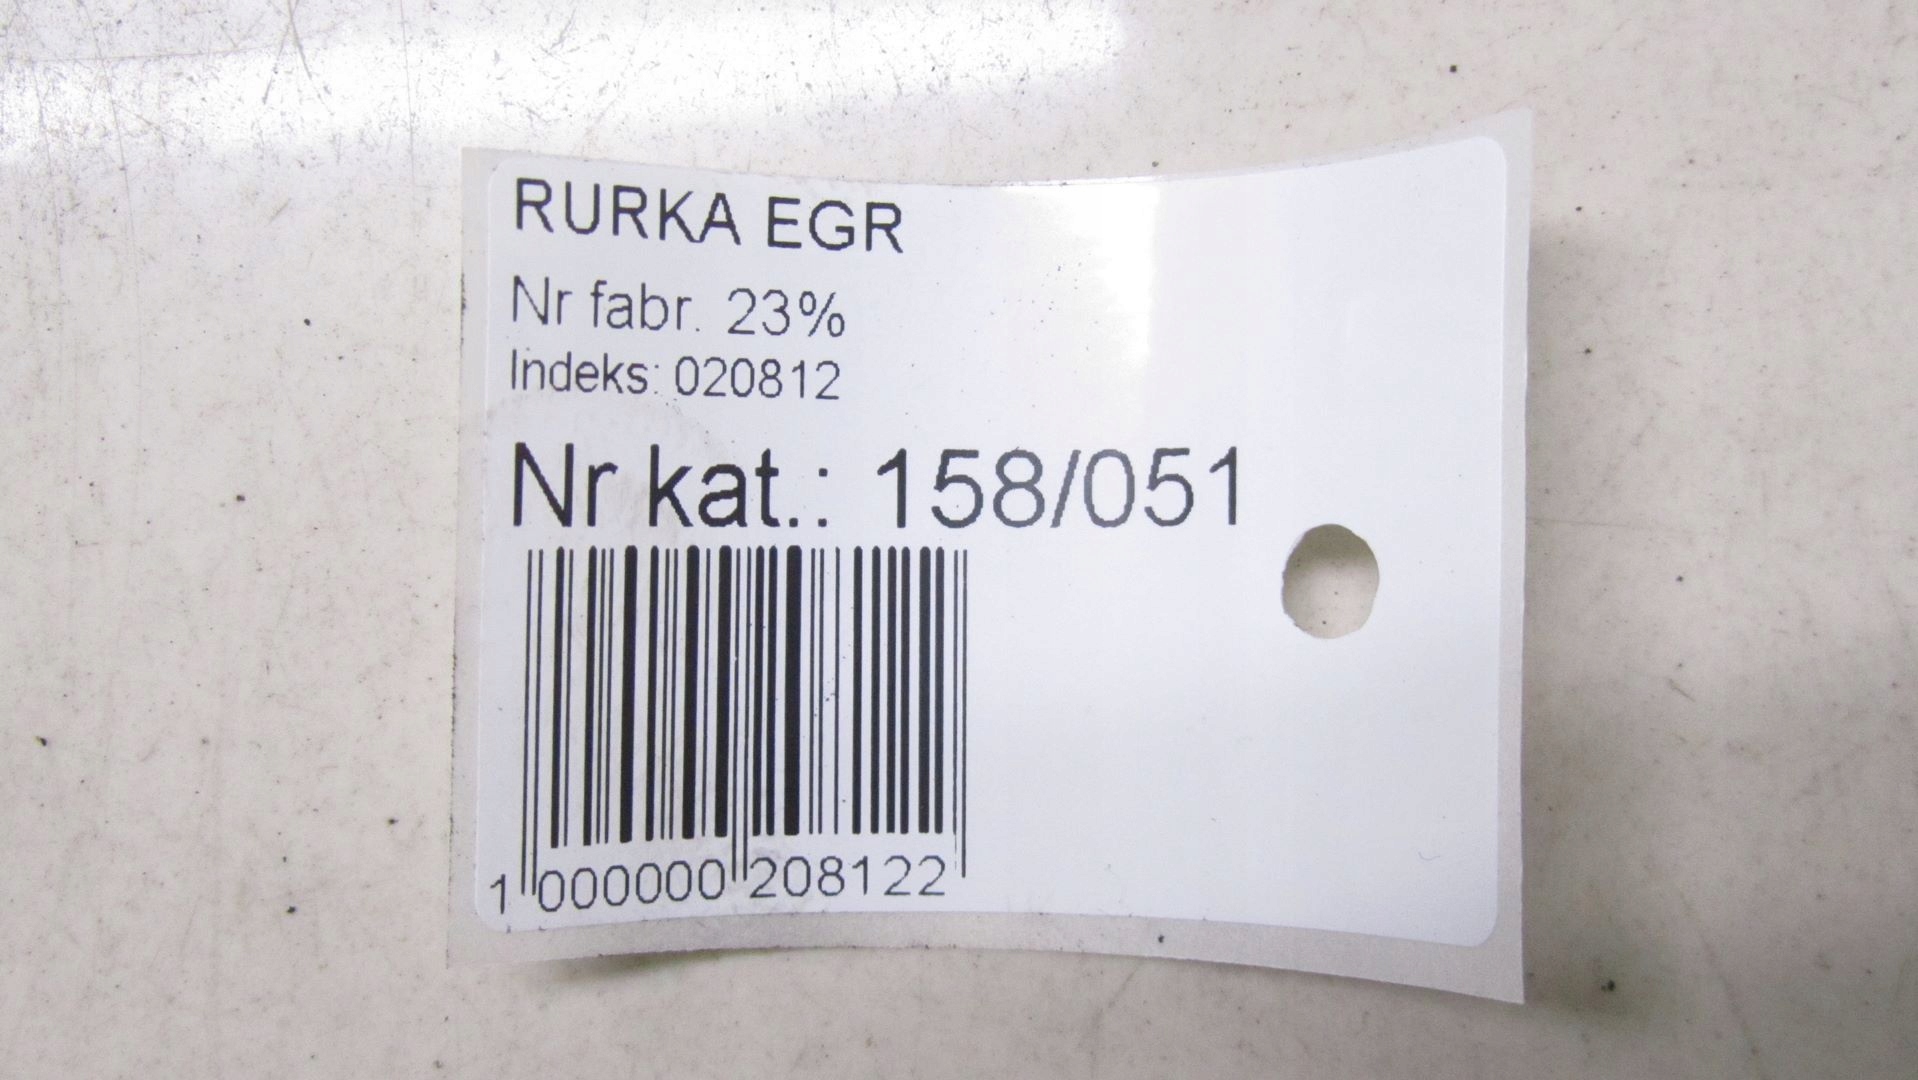 RURKA EGR
Nr fabr. 23%
Indeks: 020812
Nr kat.: 158/051
1 000000 208122